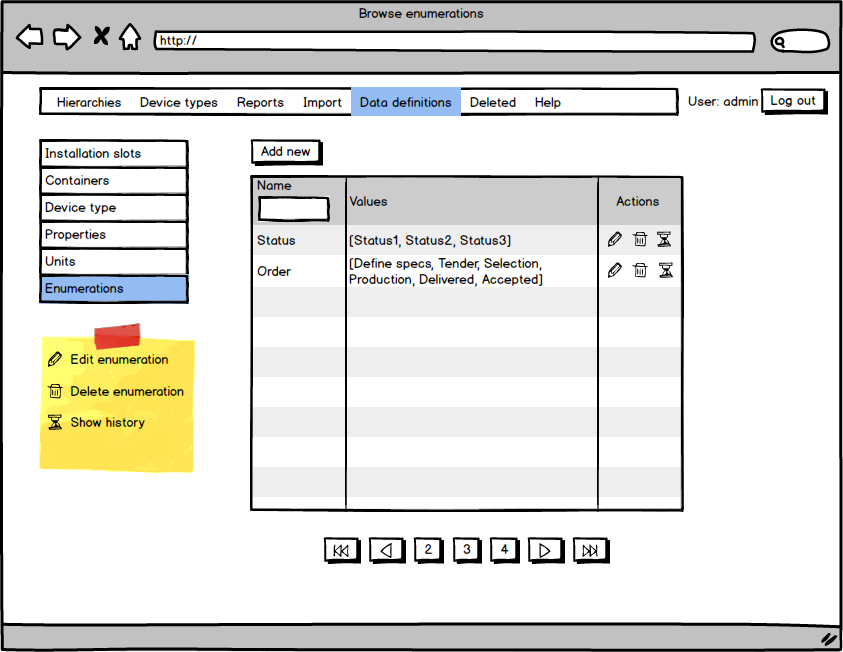 Browse enumerations
http://
Hierarchies Device types Reports Import Data definitions Deleted Help User: admin Log out
Installation slots
Containers
Device type
Properties
Units
Enumerations
Edit enumeration
Delete enumeration
Show history
Add new
Name Values Actions
Status [Status1, Status2, Status3]
Order [Define specs, Tender, Selection,
Production, Delivered, Accepted]
2 3 4